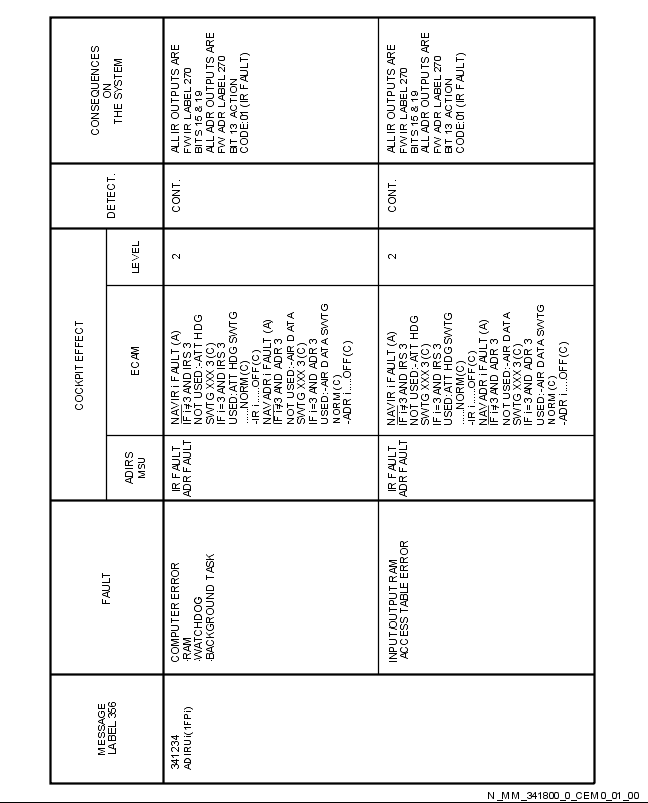 MESSAGE
LABEL 356
FAULT
COCKPIT EFFECT
ADIRS
MSU
ECAM
LEVEL
DETECT.
CONSEQUENCES
ON
THE SYSTEM
341234
ADIRUi(1FPi)
COMPUTER ERROR
-RAM
-WATCHDOG
-BACKGROUND TASK
IR FAULT
ADR FAULT
NAV IR i FAULT (A)
IF i≠3 AND IRS 3
NOT USED:-ATT HDG
SWTG XXX 3 (C)
IF i=3 AND IRS 3
USED:-ATT HDG SWTG
.....NORM(C)
-IR i.....OFF(C)
NAV ADR i FAULT (A)
IF i≠3 AND ADR 3
NOT USED:-AIR DATA
SWTG XXX 3 (C)
IF i=3 AND ADR 3
USED:-AIR DATA SWTG
NORM (C)
-ADR i....OFF(C)
2
CONT.
ALL IR OUTPUTS ARE
FW IR LABEL 270
BITS 15 & 19
ALL ADR OUTPUTS ARE
FW ADR LABEL 270
BIT 13 ACTION
CODE:01 (IR FAULT)
INPUT/OUTPUT RAM
ACCESS TABLE ERROR
IR FAULT
ADR FAULT
NAV IR i FAULT (A)
IF i≠3 AND IRS 3
NOT USED:-ATT HDG
SWTG XXX 3 (C)
IF i=3 AND IRS 3
USED:ATT HDG SWTG
.....NORM(C)
-IR i.....OFF(C)
NAV ADR i FAULT (A)
IF i≠3 AND ADR 3
NOT USED:-AIR DATA
SWTG XXX 3 (C)
IF i=3 AND ADR 3
USED:-AIR DATA SWTG
NORM (C)
-ADR i....OFF(C)
2
CONT.
ALL IR OUTPUTS ARE
FW IR LABEL 270
BITS 15 & 19
ALL ADR OUTPUTS ARE
FW ADR LABEL 270
BIT 13 ACTION
CODE:01 (IR FAULT)
N_MM_341800_0_CEM0_01_00